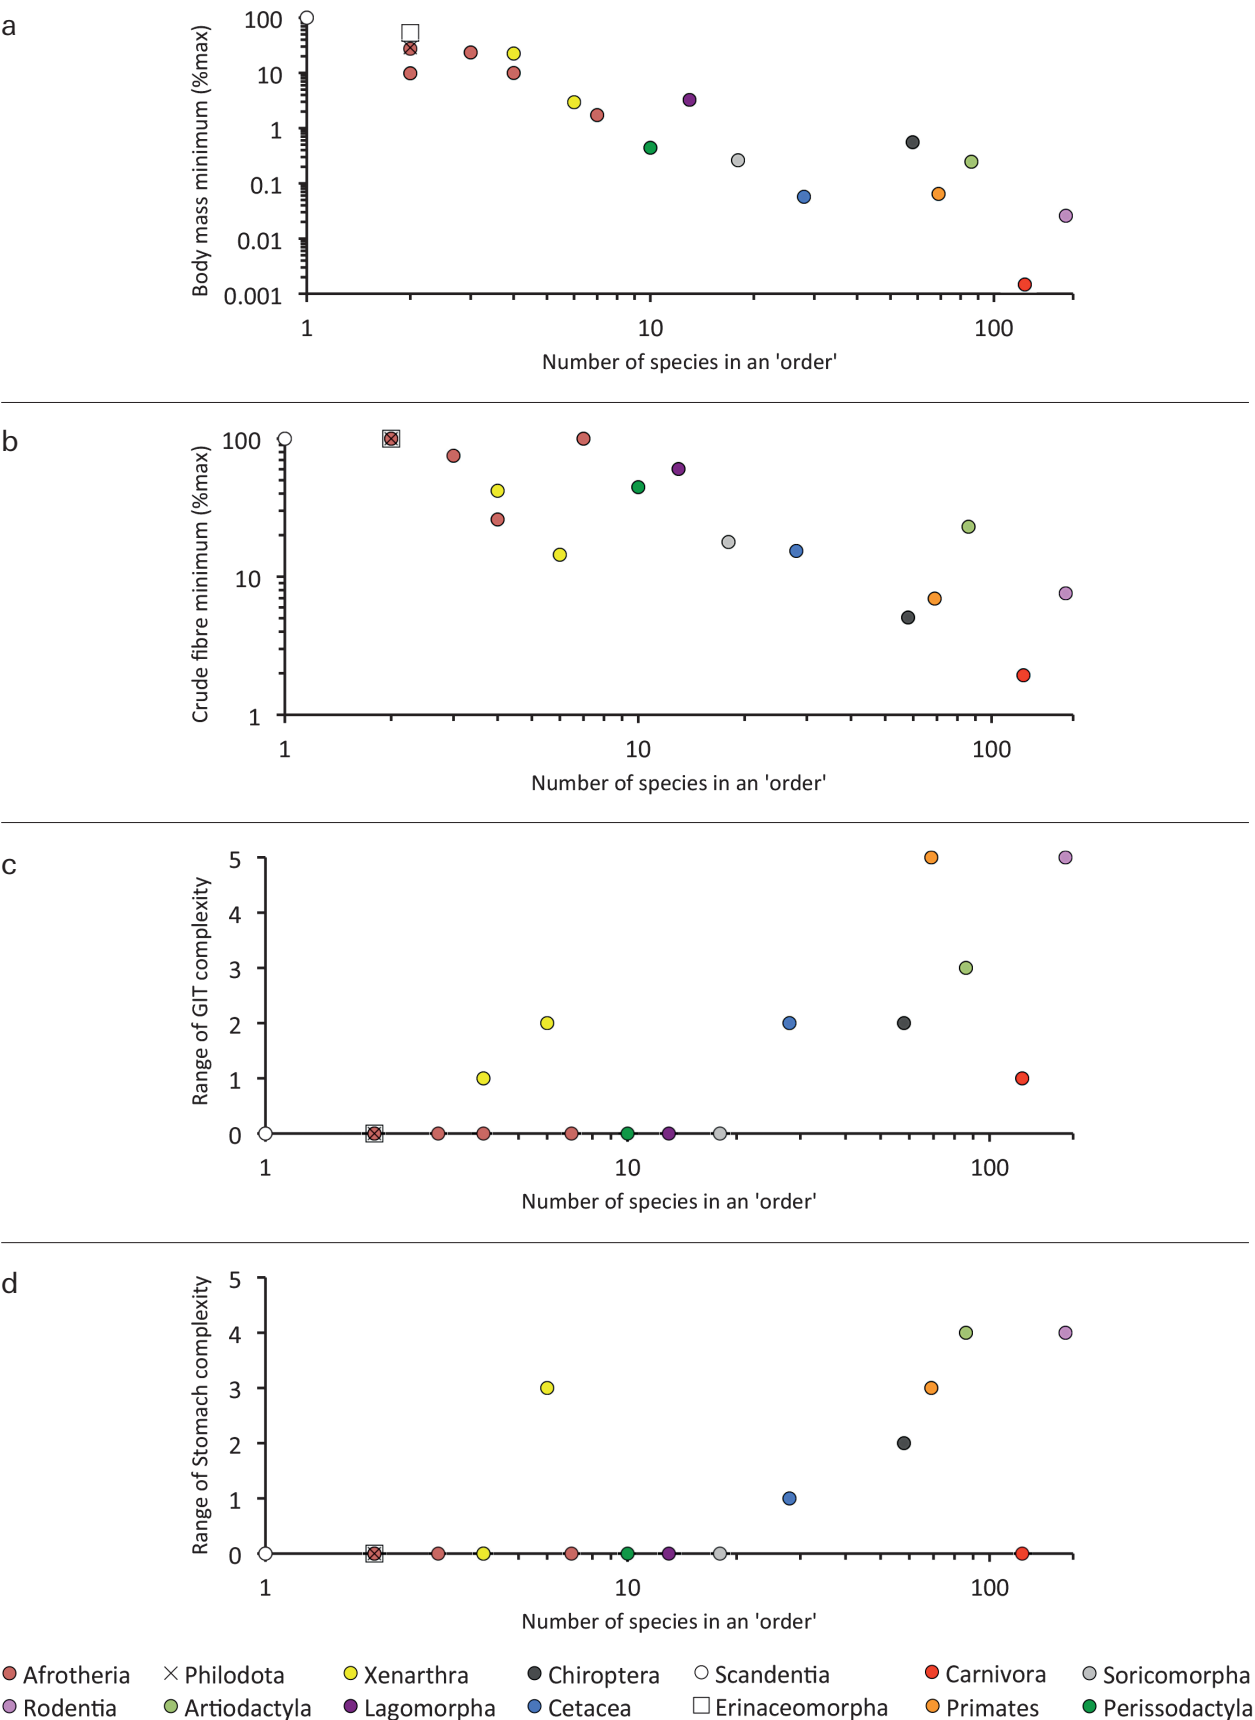 a
Body mass minimum (%max)
100
10
1
0.1
0.01
0.001
1 10 100
Number of species in an 'order'
b
Crude fibre minimum (%max)
100
10
1
1 10 100
Number of species in an 'order'
c
Range of GIT complexity
5
4
3
2
1
0
1 10 100
Number of species in an 'order'
d
Range of Stomach complexity
5
4
3
2
1
0
1 10 100
Number of species in an 'order'
Afrotheria Philodota Xenarthra Chiroptera Scandentia Carnivora Soricomorpha
Rodentia Artiodactyla Lagomorpha Cetacea Erinaceomorpha Primates Perissodactyla